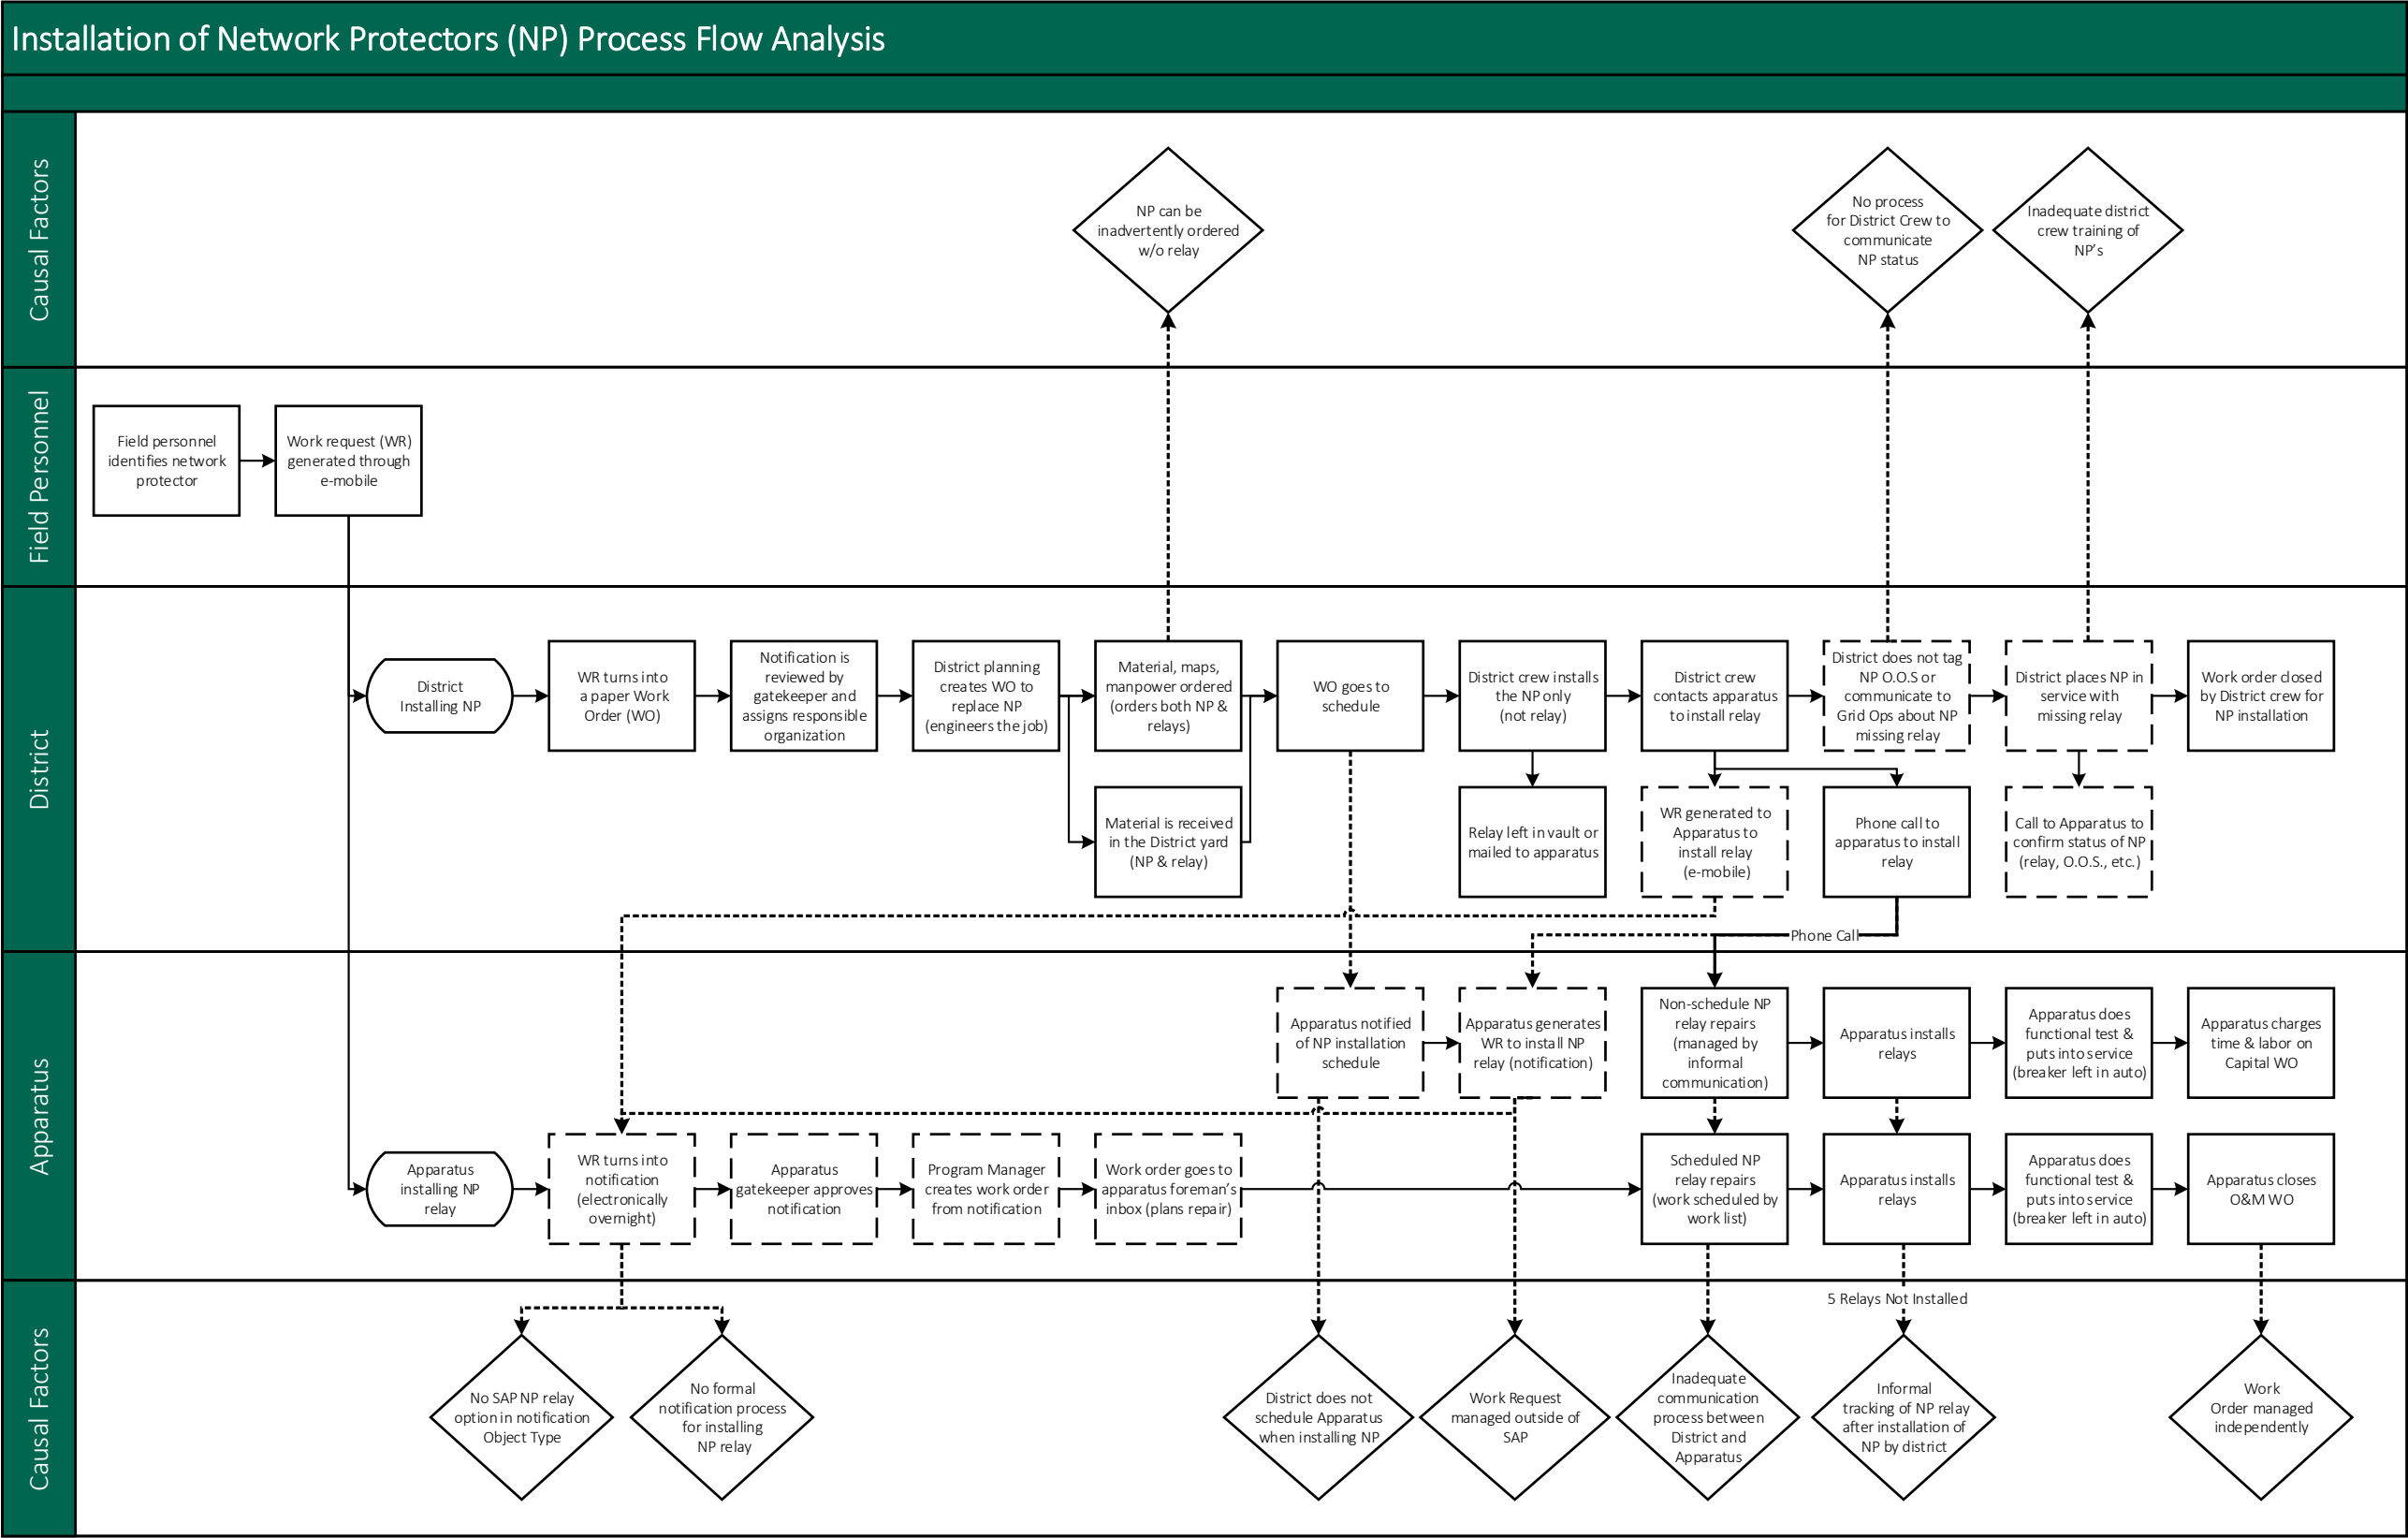 Installation of Network Protectors (NP) Process Flow Analysis
Causal Factors
NP can be
inadvertently ordered
w/o relay
No process
for District Crew to
communicate
NP status
Inadequate district
crew training of
NP's
Field Personnel
Field personnel
identifies network
protector
Work request (WR)
generated through
e-mobile
District
District
Installing NP
WR turns into
a paper Work
Order (WO)
Notification is
reviewed by
gatekeeper and
assigns responsible
organization
District planning
creates WO to
replace NP
(engineers the job)
Material, maps,
manpower ordered
(orders both NP &
relays)
WO goes to
schedule
District crew installs
the NP only
(not relay)
District crew
contacts apparatus
to install relay
District does not tag
NP O.O.S or
communicate to
Grid Ops about NP
missing relay
District places NP in
service with
missing relay
Work order closed
by District crew for
NP installation
Material is received
in the District yard
(NP & relay)
Relay left in vault or
mailed to apparatus
WR generated to
Apparatus to
install relay
(e-mobile)
Phone call to
apparatus to install
relay
Call to Apparatus to
confirm status of NP
(relay, O.O.S., etc.)
Phone Call
Apparatus
Apparatus notified
of NP installation
schedule
Apparatus generates
WR to install NP
relay (notification)
Non-schedule NP
relay repairs
(managed by
informal
communication)
Apparatus installs
relays
Apparatus does
functional test &
puts into service
(breaker left in auto)
Apparatus charges
time & labor on
Capital WO
Apparatus
installing NP
relay
WR turns into
notification
(electronically
overnight)
Apparatus
gatekeeper approves
notification
Program Manager
creates work order
from notification
Work order goes to
apparatus foreman's
inbox (plans repair)
Scheduled NP
relay repairs
(work scheduled by
work list)
Apparatus installs
relays
Apparatus does
functional test &
puts into service
(breaker left in auto)
Apparatus closes
O&M WO
Causal Factors
5 Relays Not Installed
No SAP NP relay
option in notification
Object Type
No formal
notification process
for installing
NP relay
District does not
schedule Apparatus
when installing NP
Work Request
managed outside of
SAP
Inadequate
communication
process between
District and
Apparatus
Informal
tracking of NP relay
after installation of
NP by district
Work
Order managed
independently